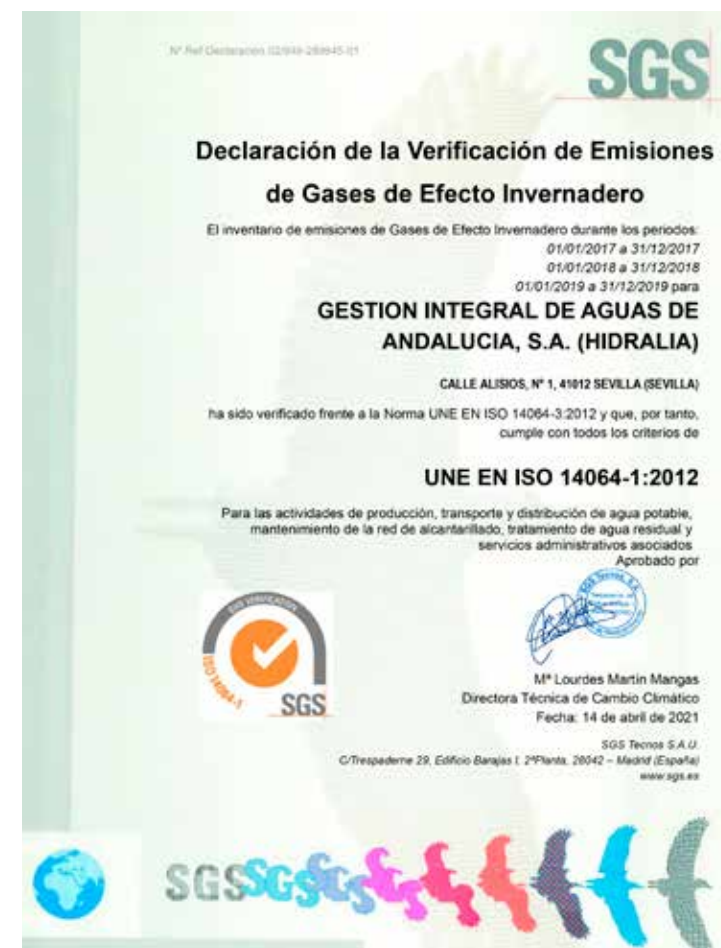 SGS
Declaración de la Verificación de Emisiones
de Gases de Efecto Invernadero
El inventario de emisiones de Gases de Efecto Invernadero durante los periodos:
01/01/2017 a 31/12/2017
01/01/2018 a 31/12/2018
01/01/2019 a 31/12/2019 para
GESTION INTEGRAL DE AGUAS DE
ANDALUCIA, S.A. (HIDRALIA)
CALLE ALISIOS, Nº 1, 41012 SEVILLA (SEVILLA)
ha sido verificado frente a la Norma UNE EN ISO 14064-3:2012 y que, por tanto,
cumple con todos los criterios de
UNE EN ISO 14064-1:2012
Para las actividades de producción, transporte y distribución de agua potable,
mantenimiento de la red de alcantarillado, tratamiento de agua residual y
servicios administrativos asociados
Aprobado por
SGS Tecnos, S.A.
GHG VERIFICATION
ISO 14064-1
SGS
Mª Lourdes Martin Mangas
Directora Técnica de Cambio Climático
Fecha: 14 de abril de 2021
SGS Tecnos S.A.U.
C/Trespaderne 29, Edificio Barajas I, 2ªPlanta, 28042 – Madrid (España)
www.sgs.es
SGS SGS SGS